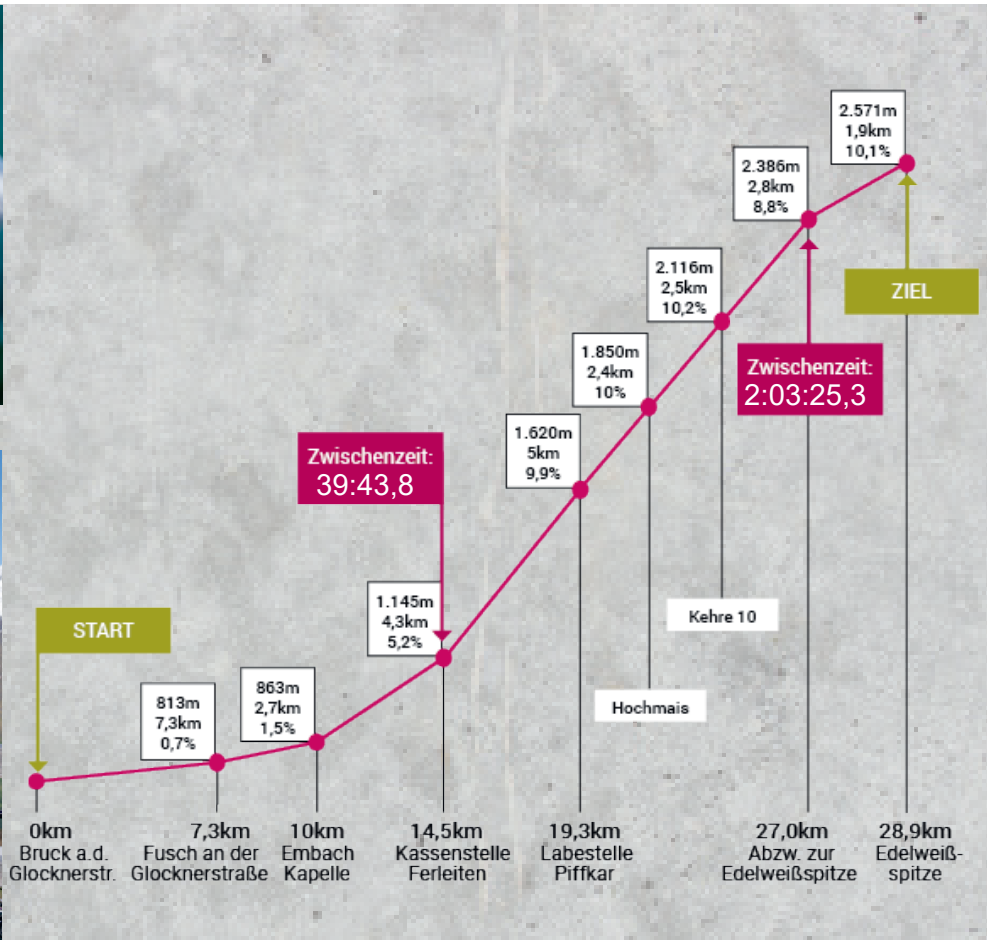 2.571m
1,9km
10,1%
2.386m
2,8km
8,8%
2.116m
2,5km
10,2%
ZIEL
1.850m
2,4km
10%
Zwischenzeit:
2:03:25,3
1.620m
5km
9,9%
Zwischenzeit:
39:43,8
1.145m
4,3km
5,2%
Kehre 10
START
813m
7,3km
0,7%
863m
2,7km
1,5%
Hochmais
0km
Bruck a.d.
Glocknerstr.
7,3km
Fusch an der
Glocknerstraße
10km
Embach
Kapelle
14,5km
Kassenstelle
Ferleiten
19,3km
Labestelle
Piffkar
27,0km
Abzw. zur
Edelweißspitze
28,9km
Edelweiß-
spitze